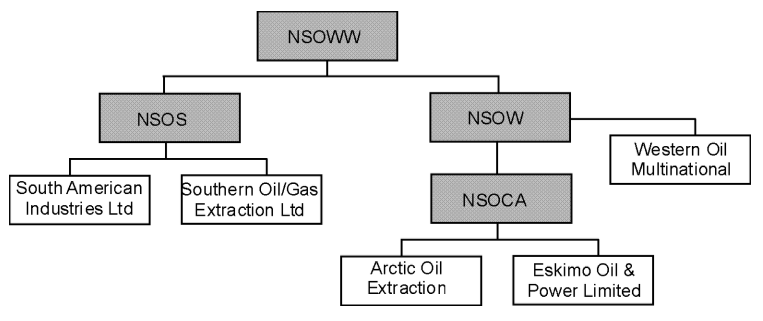 NSOWW
NSOS
NSOW
Western Oil
Multinational
South American
Industries Ltd
Southern Oil/Gas
Extraction Ltd
NSOCA
Arctic Oil
Extraction
Eskimo Oil &
Power Limited